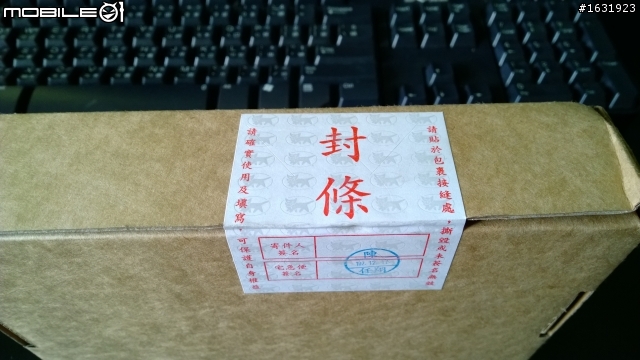 MOBILE01
#1631923
封
條
請貼於包裹接縫處，撕毀或未簽名無效
請確實使用及填寫，可保護自身權益
寄件人
簽名
宅急便
簽名
陳